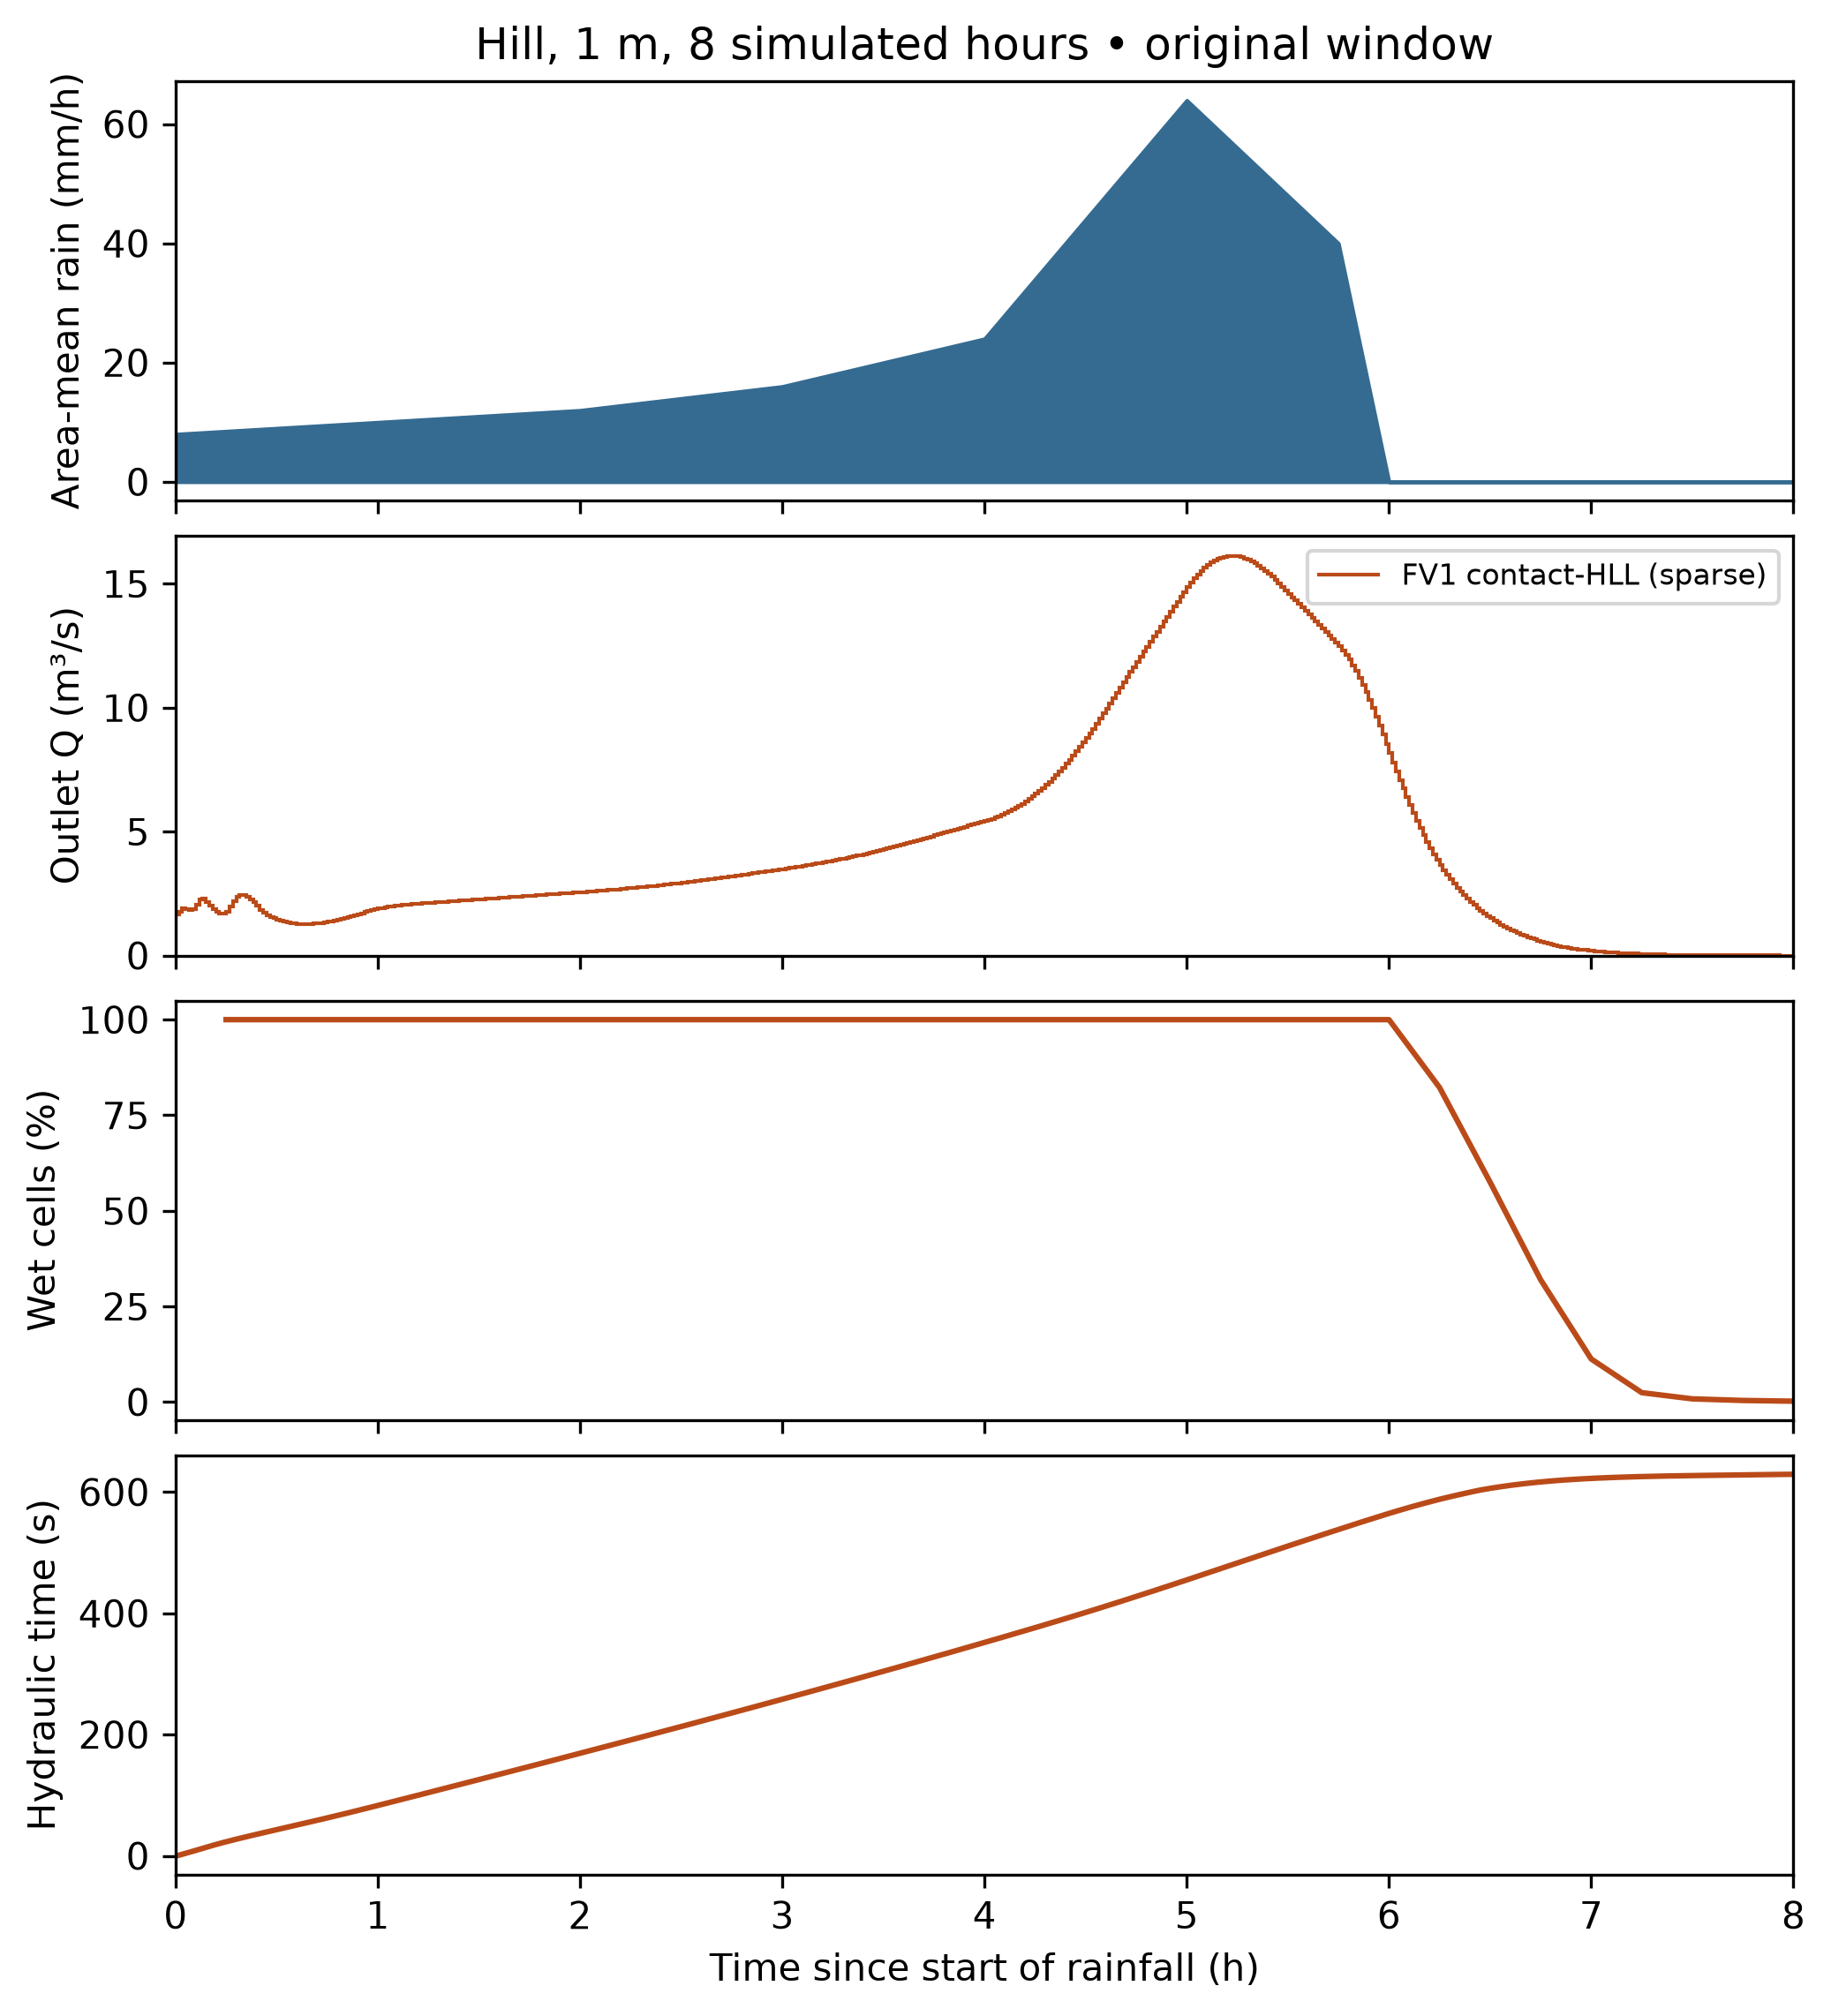 Hill, 1 m, 8 simulated hours • original window
Area-mean rain (mm/h)
60
40
20
0
Outlet Q (m³/s)
15
10
5
0
FV1 contact-HLL (sparse)
Wet cells (%)
100
75
50
25
0
Hydraulic time (s)
600
400
200
0
0 1 2 3 4 5 6 7 8
Time since start of rainfall (h)